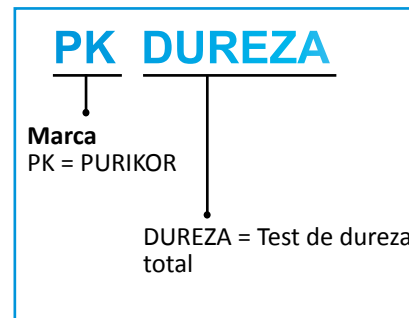 PK DUREZA
Marca
PK = PURIKOR
DUREZA = Test de dureza
total